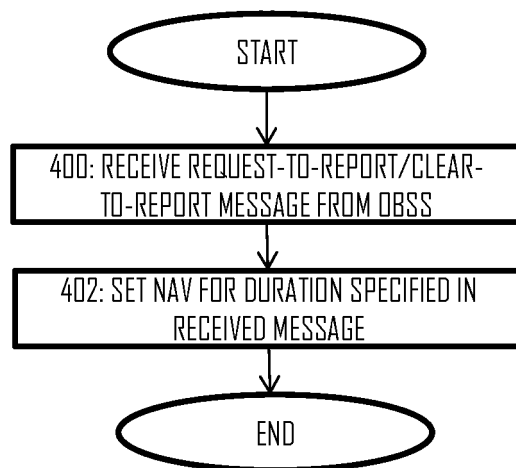 START
400: RECEIVE REQUEST-TO-REPORT/CLEAR-
TO-REPORT MESSAGE FROM OBSS
402: SET NAV FOR DURATION SPECIFIED IN
RECEIVED MESSAGE
END